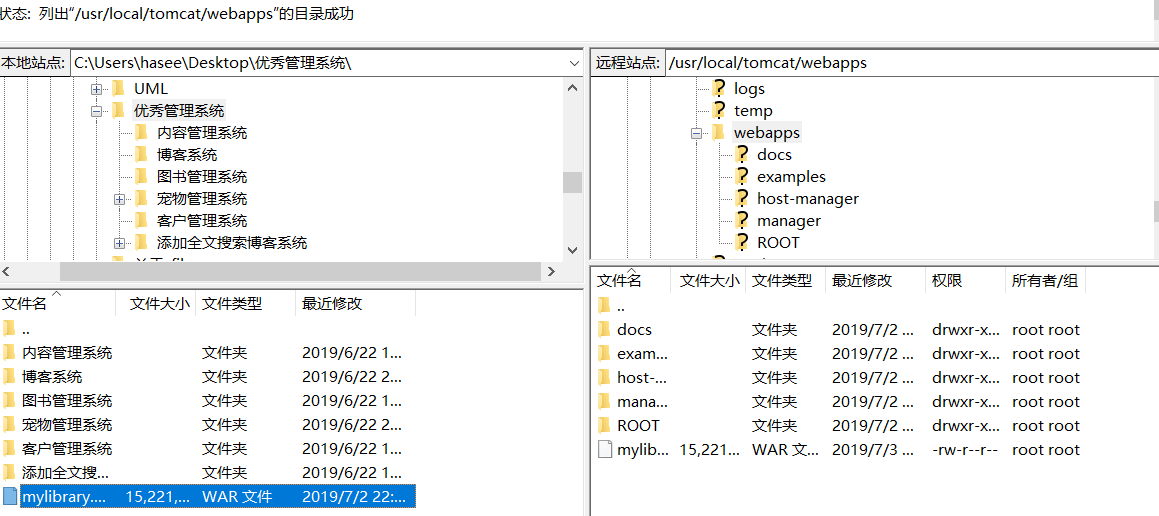 状态: 列出“/usr/local/tomcat/webapps”的目录成功
本地站点: C:\Users\hasee\Desktop\优秀管理系统\
UML
优秀管理系统
内容管理系统
博客系统
图书管理系统
宠物管理系统
客户管理系统
添加全文搜索博客系统
文件名 文件大小 文件类型 最近修改
..
内容管理系统 文件夹 2019/6/22 1...
博客系统 文件夹 2019/6/22 2...
图书管理系统 文件夹 2019/6/22 1...
宠物管理系统 文件夹 2019/6/22 2...
客户管理系统 文件夹 2019/6/22 1...
添加全文搜... 文件夹 2019/6/22 1...
mylibrary.... 15,221,... WAR 文件 2019/7/2 22:...
远程站点: /usr/local/tomcat/webapps
logs
temp
webapps
docs
examples
host-manager
manager
ROOT
文件名 文件大小 文件类型 最近修改 权限 所有者/组
..
docs 文件夹 2019/7/2 ... drwxr-x... root root
exam... 文件夹 2019/7/2 ... drwxr-x... root root
host-... 文件夹 2019/7/2 ... drwxr-x... root root
mana... 文件夹 2019/7/2 ... drwxr-x... root root
ROOT 文件夹 2019/7/2 ... drwxr-x... root root
mylib... 15,221... WAR 文... 2019/7/3 ... -rw-r--r-- root root